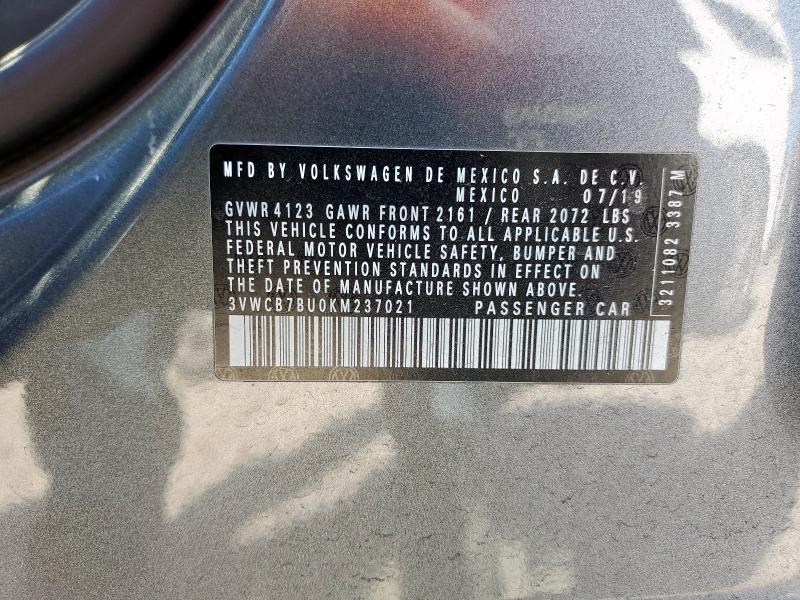 MFD BY VOLKSWAGEN DE MEXICO S.A. DE C.V.
MEXICO 07/19
GVWR 4123 GAWR FRONT 2161 / REAR 2072 LBS
THIS VEHICLE CONFORMS TO ALL APPLICABLE U.S.
FEDERAL MOTOR VEHICLE SAFETY, BUMPER AND
THEFT PREVENTION STANDARDS IN EFFECT ON
THE DATE OF MANUFACTURE SHOWN ABOVE.
3VWCB7BU0KM237021 PASSENGER CAR
3211082 3387 M